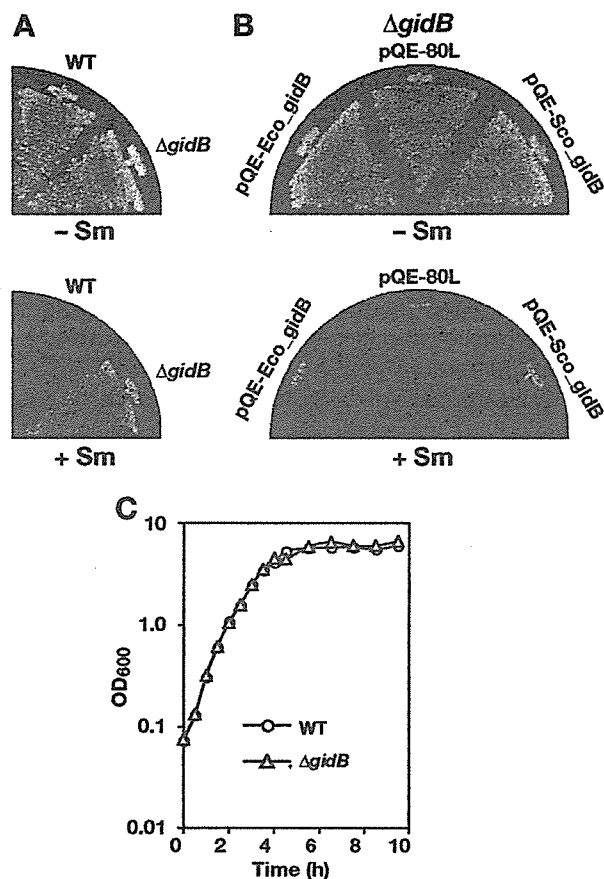 A
WT
ΔgidB
– Sm
WT
ΔgidB
+ Sm
B
ΔgidB
pQE-80L
pQE-Eco_gidB
pQE-Sco_gidB
– Sm
pQE-80L
pQE-Eco_gidB
pQE-Sco_gidB
+ Sm
C
10
1.0
0.1
0.01
OD600
WT
ΔgidB
0 2 4 6 8 10
Time (h)